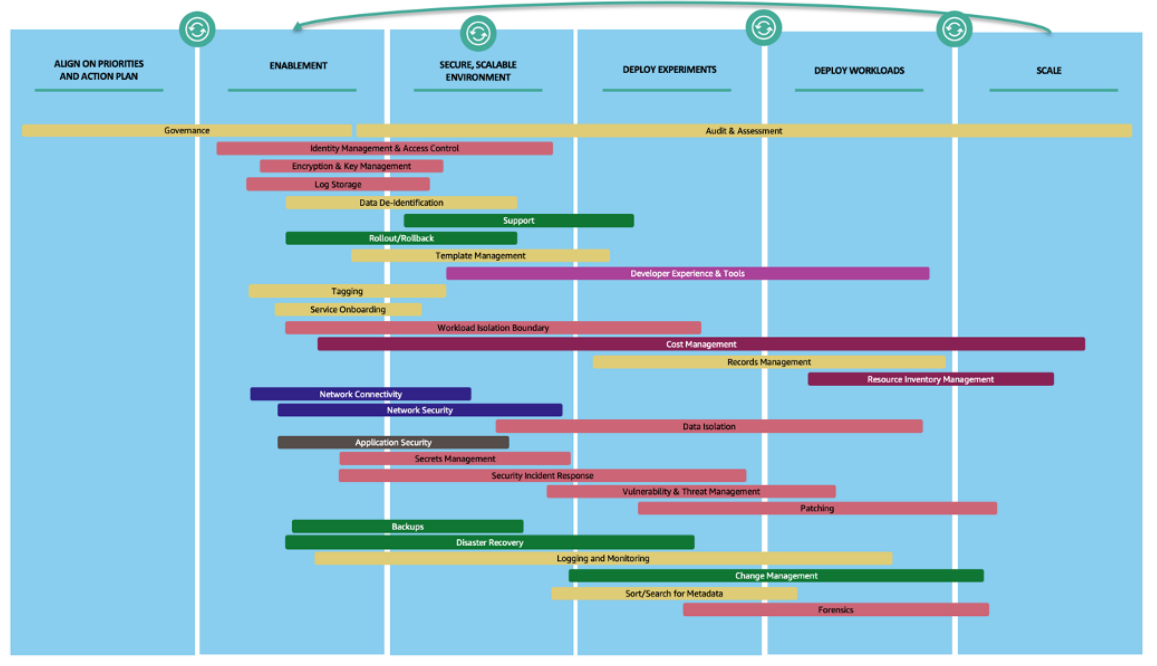 ALIGN ON PRIORITIES
AND ACTION PLAN
ENABLEMENT
SECURE, SCALABLE
ENVIRONMENT
DEPLOY EXPERIMENTS
DEPLOY WORKLOADS
SCALE
Governance
Audit & Assessment
Identity Management & Access Control
Encryption & Key Management
Log Storage
Data De-Identification
Support
Rollout/Rollback
Template Management
Developer Experience & Tools
Tagging
Service Onboarding
Workload Isolation Boundary
Cost Management
Records Management
Resource Inventory Management
Network Connectivity
Network Security
Data Isolation
Application Security
Secrets Management
Security Incident Response
Vulnerability & Threat Management
Patching
Backups
Disaster Recovery
Logging and Monitoring
Change Management
Sort/Search for Metadata
Forensics